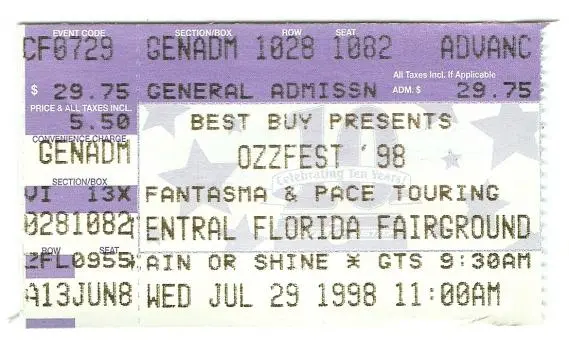 EVENT CODE SECTION/BOX ROW SEAT
CF0729 GENADM 1028 1082 ADVANC
All Taxes Incl. If Applicable
$ 29.75 GENERAL ADMISSN ADM. $ 29.75
PRICE & ALL TAXES INCL.
5.50 BEST BUY PRESENTS
CONVENIENCE CHARGE
GENADM OZZFEST '98
Celebrating Ten Years!
SECTION/BOX
VI 13X FANTASMA & PACE TOURING
0281082 ENTRAL FLORIDA FAIRGROUND
ROW SEAT
ZFL0955 AIN OR SHINE * GTS 9:30AM
A13JUN8 WED JUL 29 1998 11:00AM